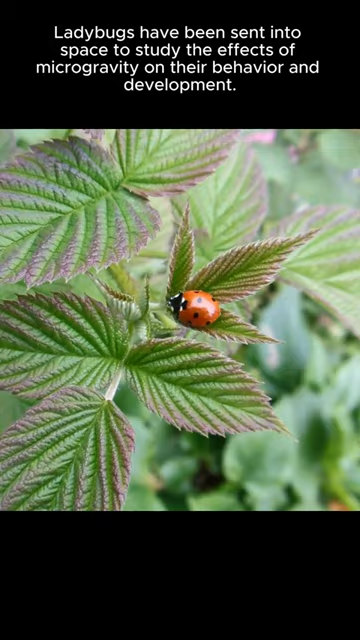 Ladybugs have been sent into
space to study the effects of
microgravity on their behavior and
development.